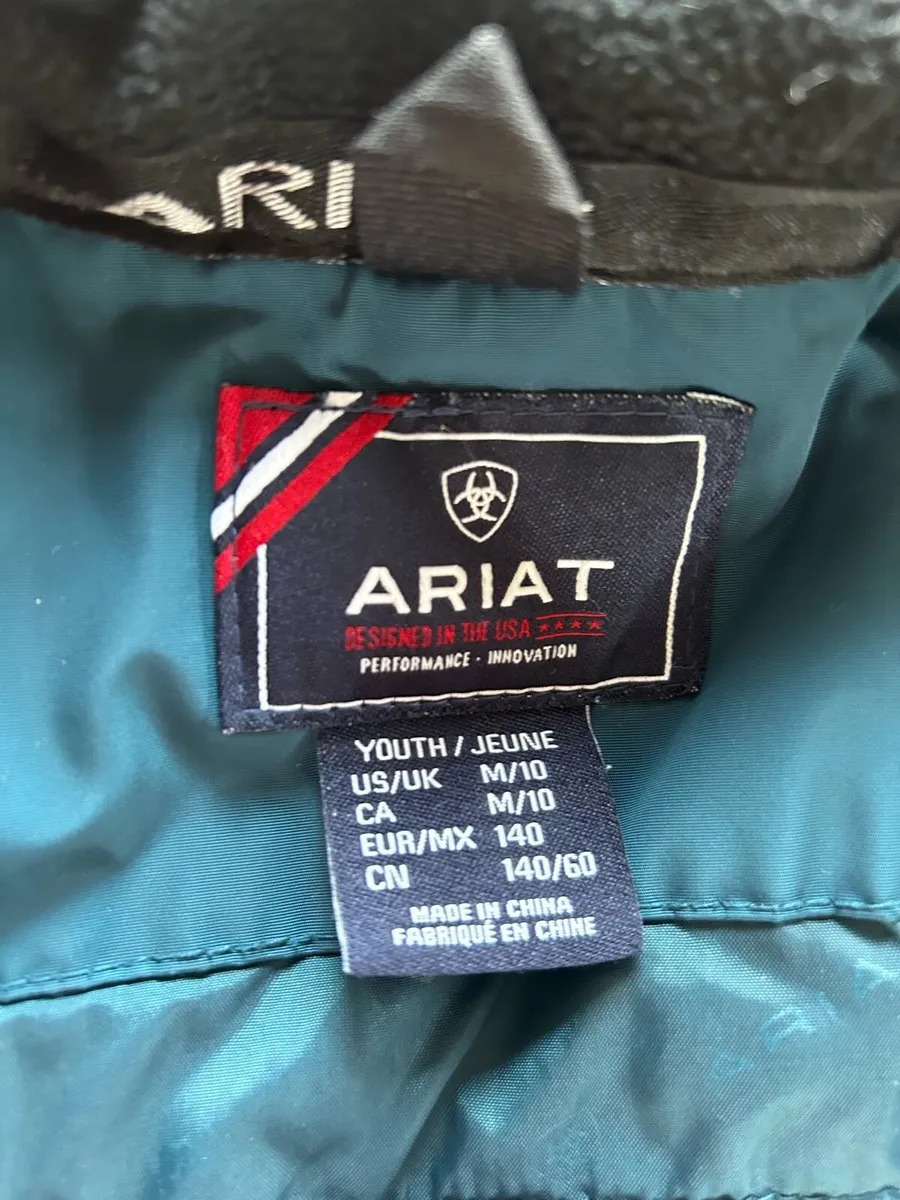 ARI
ARIAT
DESIGNED IN THE USA
PERFORMANCE · INNOVATION
YOUTH / JEUNE
US/UK M/10
CA M/10
EUR/MX 140
CN 140/60
MADE IN CHINA
FABRIQUÉ EN CHINE